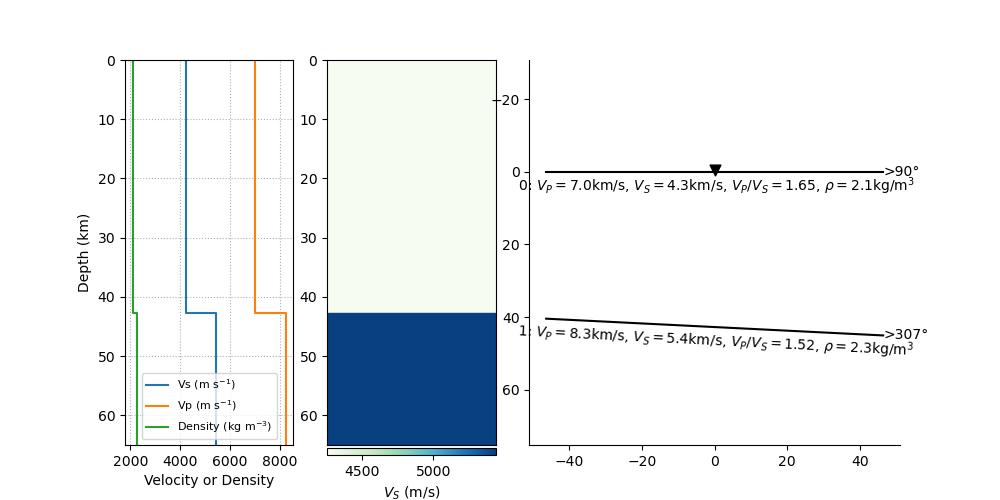 0
10
20
30
40
50
60
Depth (km)
Vs (m s⁻¹)
Vp (m s⁻¹)
Density (kg m⁻³)
2000 4000 6000 8000
Velocity or Density
0
10
20
30
40
50
60
4500 5000
V_S (m/s)
−20
0
20
40
60
>90°
0: V_P = 7.0km/s, V_S = 4.3km/s, V_P/V_S = 1.65, ρ = 2.1kg/m³
>307°
1: V_P = 8.3km/s, V_S = 5.4km/s, V_P/V_S = 1.52, ρ = 2.3kg/m³
−40 −20 0 20 40